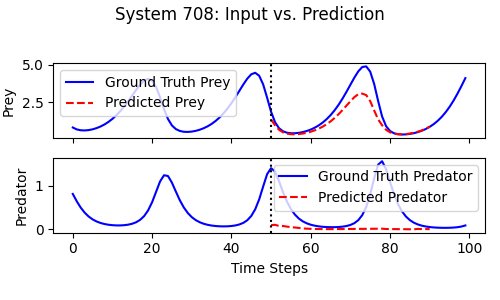 System 708: Input vs. Prediction
5.0
2.5
Prey
Ground Truth Prey
Predicted Prey
1
0
Predator
Ground Truth Predator
Predicted Predator
0
20
40
60
80
100
Time Steps